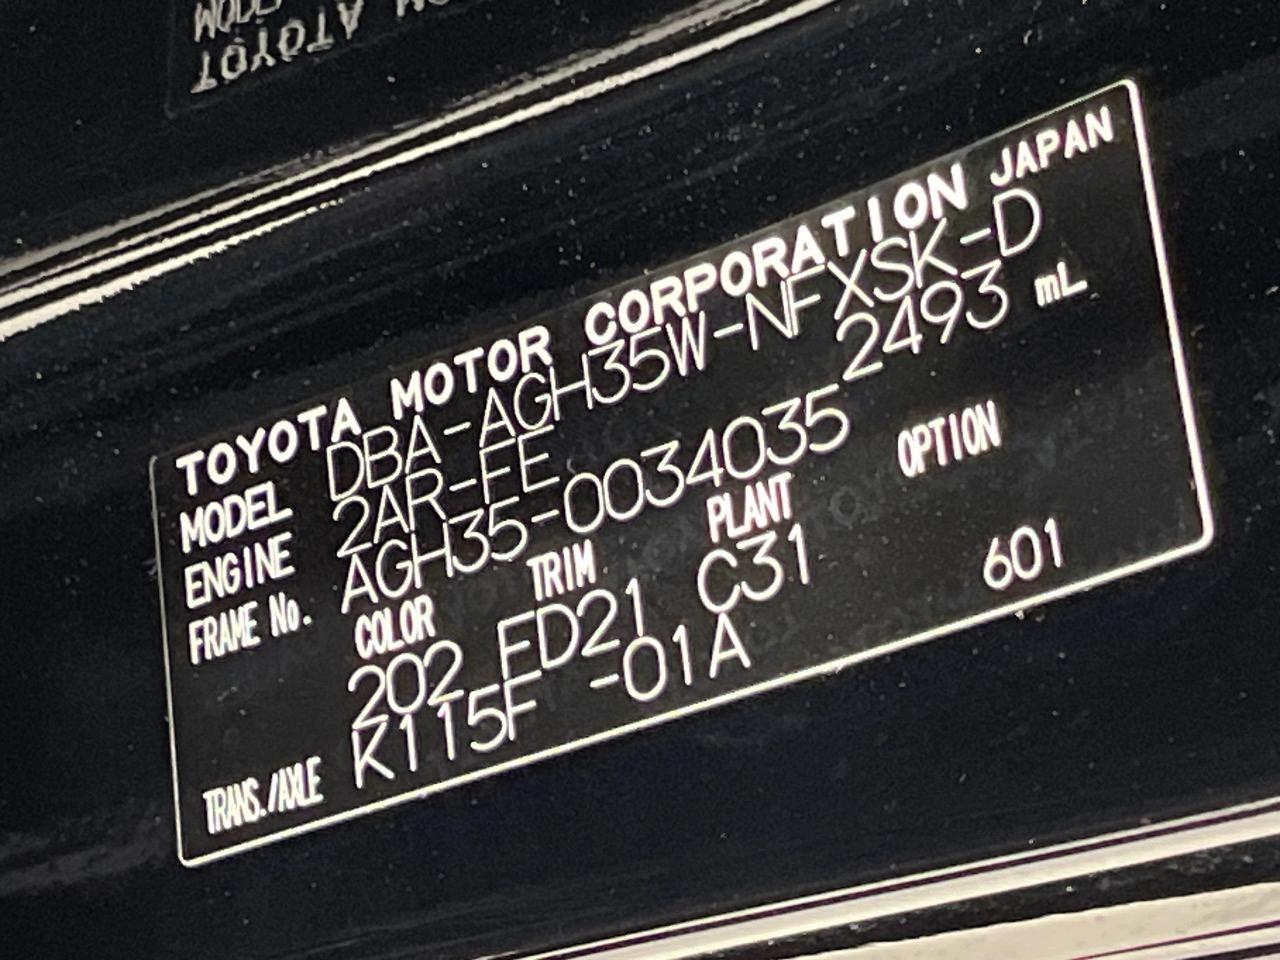 TOYOTA MOTOR CORPORATION JAPAN
MODEL DBA-AGH35W-NFXSK-D
ENGINE 2AR-FE 2493 mL
FRAME No. AGH35-0034035
COLOR TRIM PLANT OPTION
202 FD21 C31 601
TRANS./AXLE K115F -01A